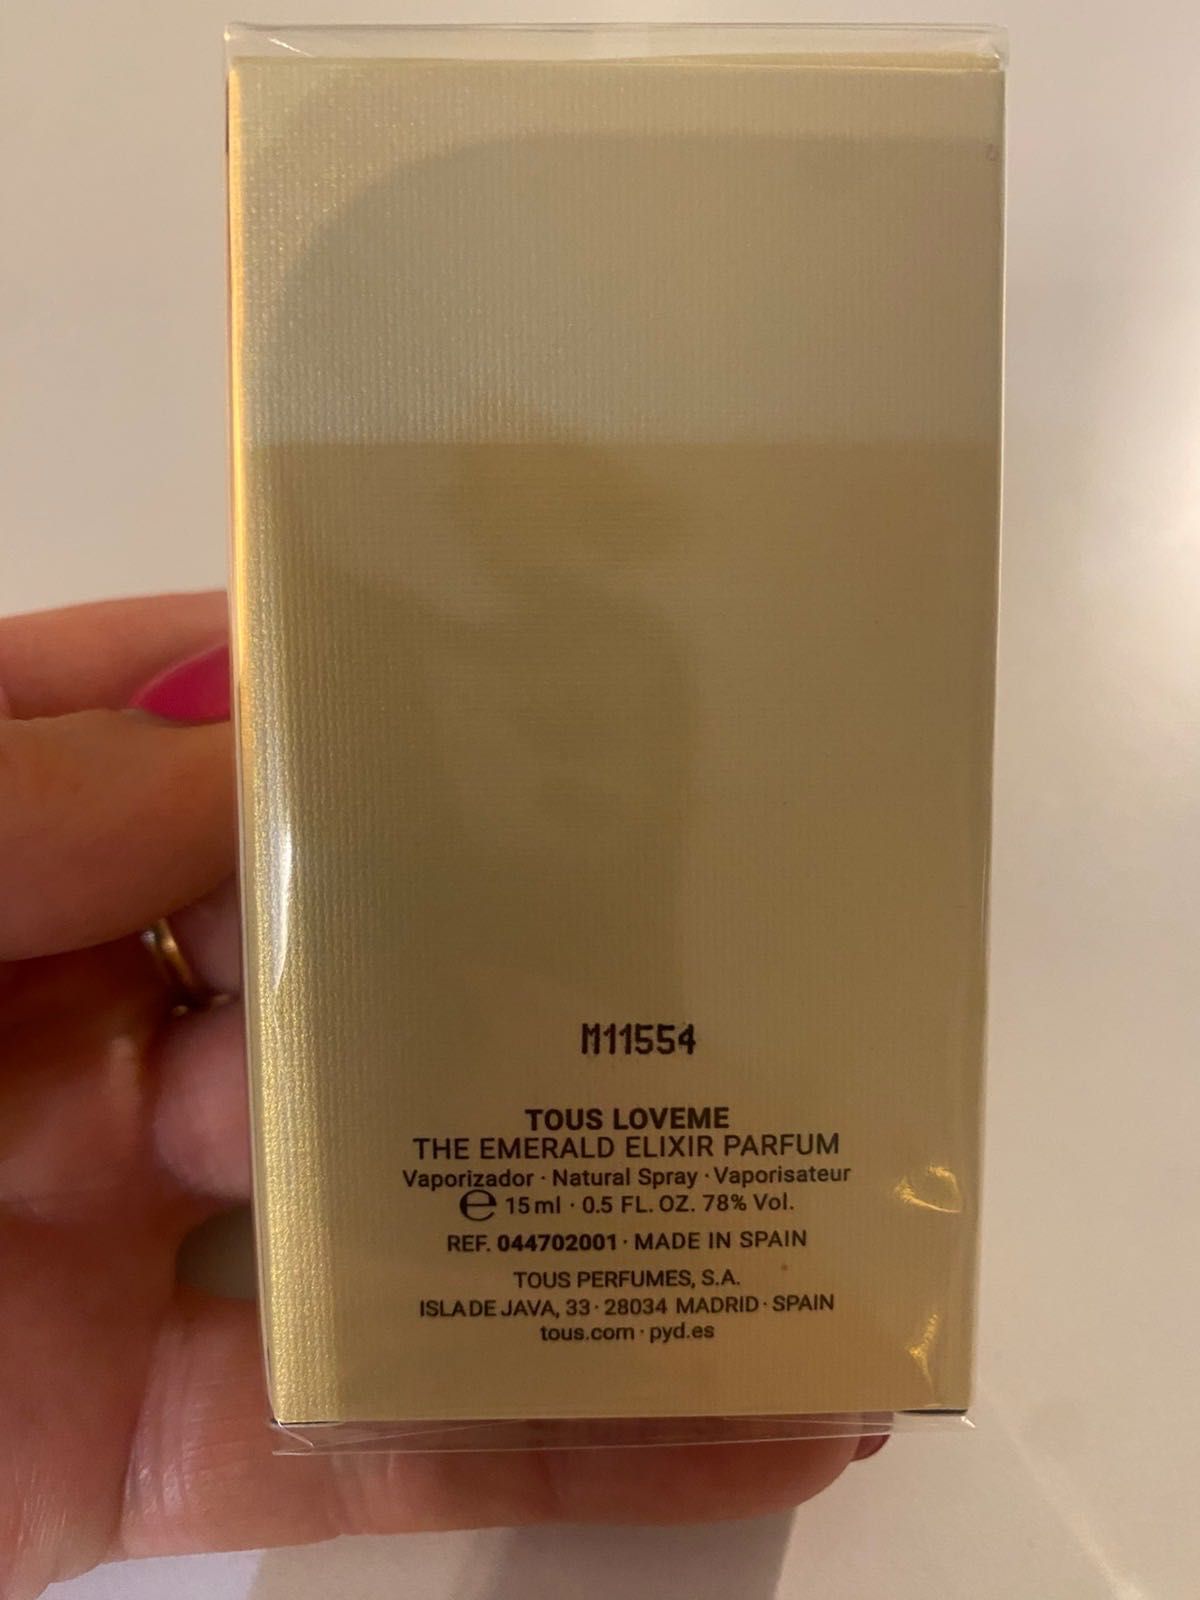 M11554
TOUS LOVEME
THE EMERALD ELIXIR PARFUM
Vaporizador · Natural Spray · Vaporisateur
℮ 15 ml · 0.5 FL. OZ. 78% Vol.
REF. 044702001 · MADE IN SPAIN
TOUS PERFUMES, S.A.
ISLA DE JAVA, 33 · 28034 MADRID · SPAIN
tous.com · pyd.es